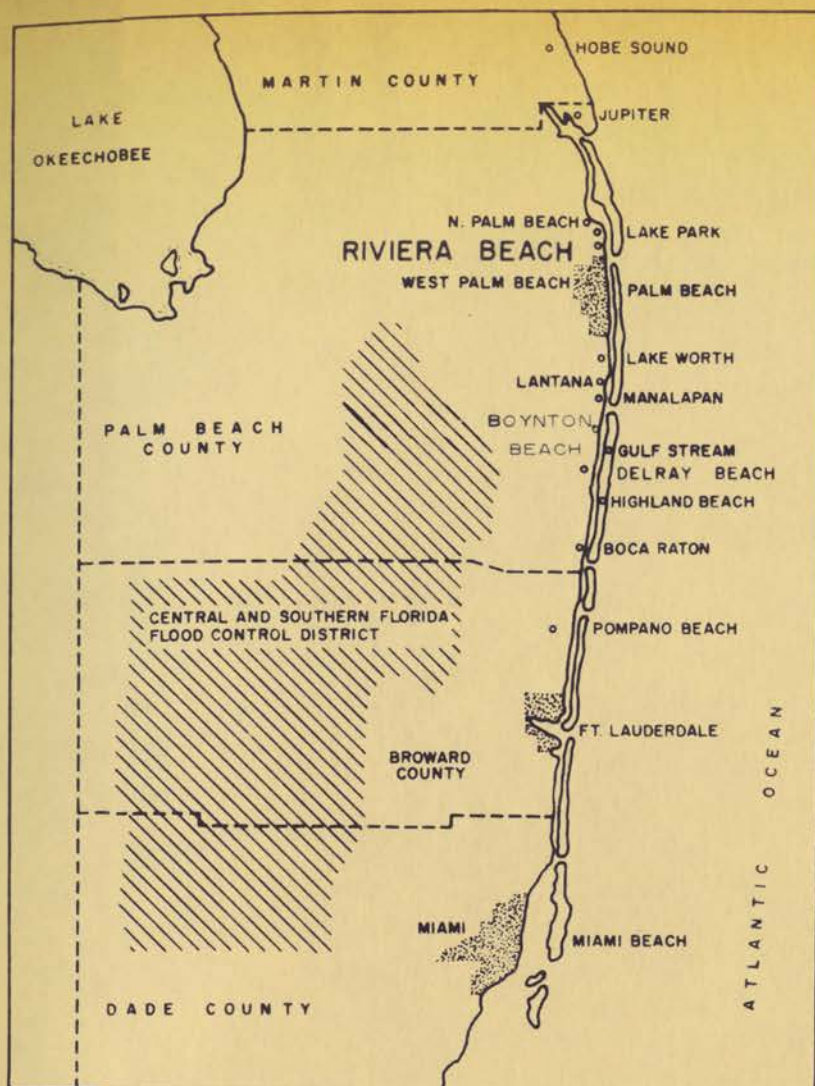 HOBE SOUND
MARTIN COUNTY
JUPITER
LAKE
OKEECHOBEE
N. PALM BEACH
LAKE PARK
RIVIERA BEACH
WEST PALM BEACH
PALM BEACH
LAKE WORTH
LANTANA
MANALAPAN
PALM BEACH
COUNTY
BOYNTON
BEACH
GULF STREAM
DELRAY BEACH
HIGHLAND BEACH
BOCA RATON
CENTRAL AND SOUTHERN FLORIDA
FLOOD CONTROL DISTRICT
POMPANO BEACH
FT. LAUDERDALE
BROWARD
COUNTY
ATLANTIC OCEAN
MIAMI
MIAMI BEACH
DADE COUNTY